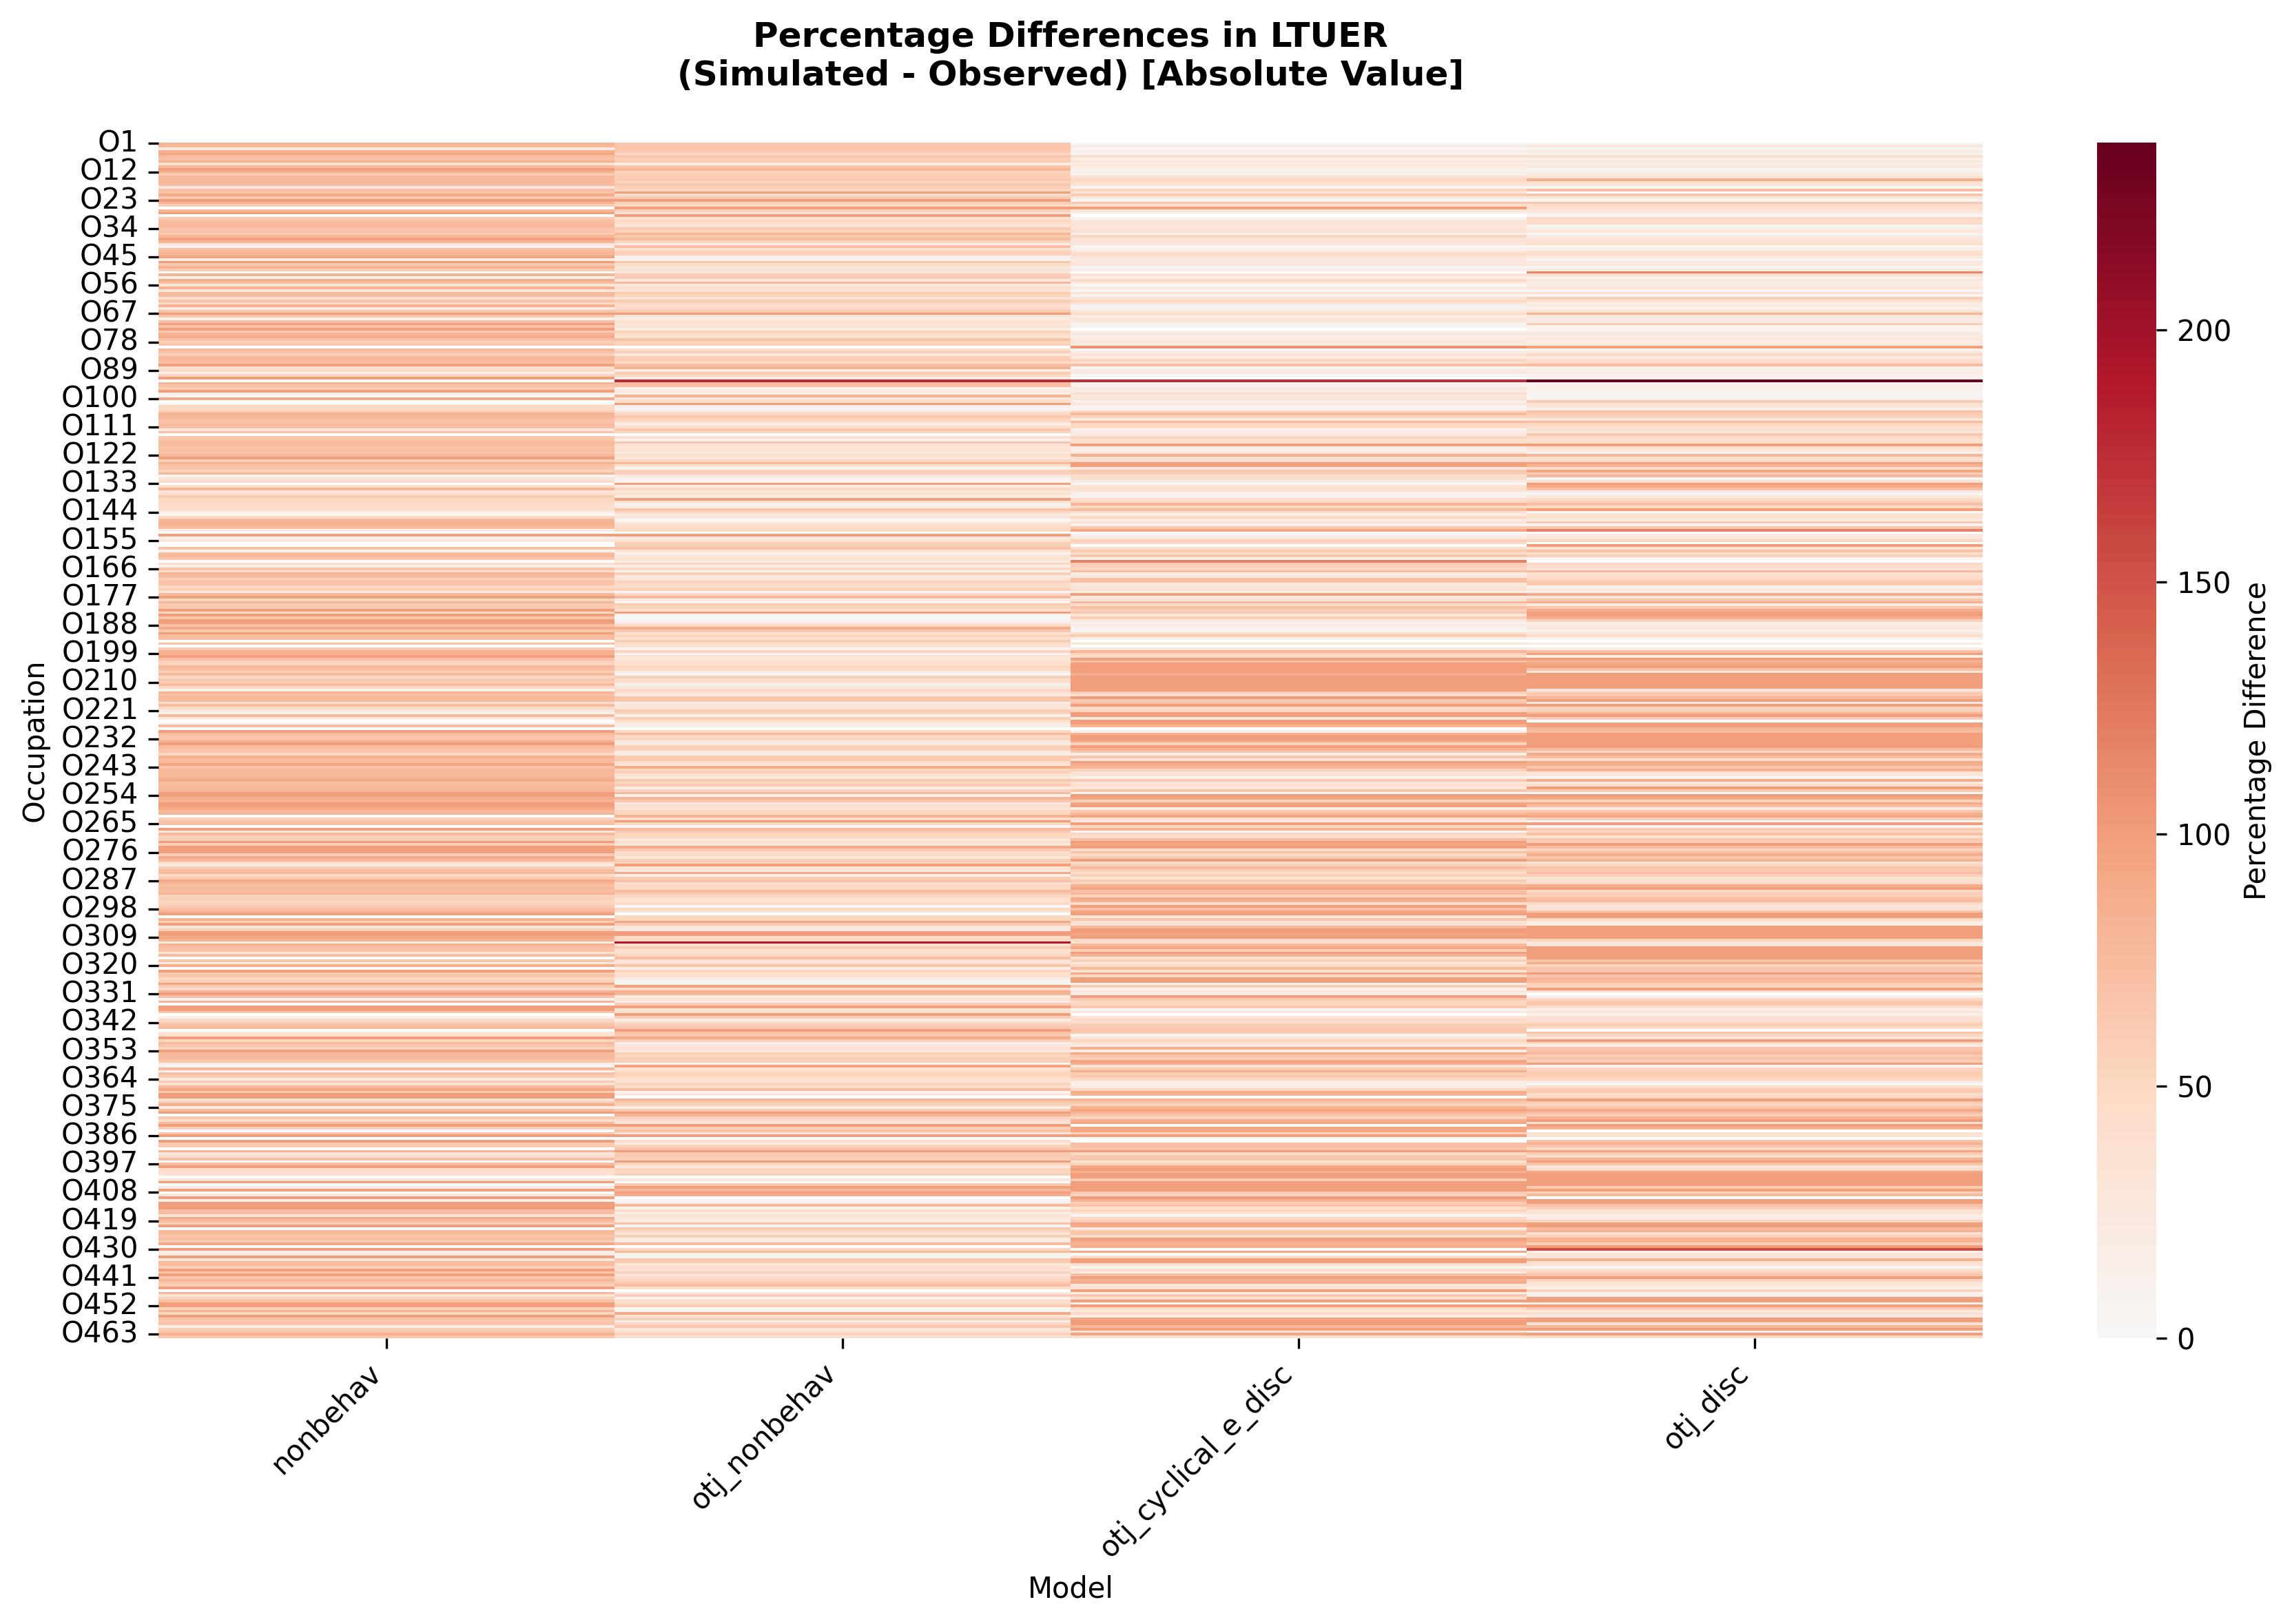 Percentage Differences in LTUER
(Simulated - Observed) [Absolute Value]
Occupation
O1
O12
O23
O34
O45
O56
O67
O78
O89
O100
O111
O122
O133
O144
O155
O166
O177
O188
O199
O210
O221
O232
O243
O254
O265
O276
O287
O298
O309
O320
O331
O342
O353
O364
O375
O386
O397
O408
O419
O430
O441
O452
O463
nonbehav
otj_nonbehav
otj_cyclical_e_disc
otj_disc
Model
200
150
100
50
0
Percentage Difference